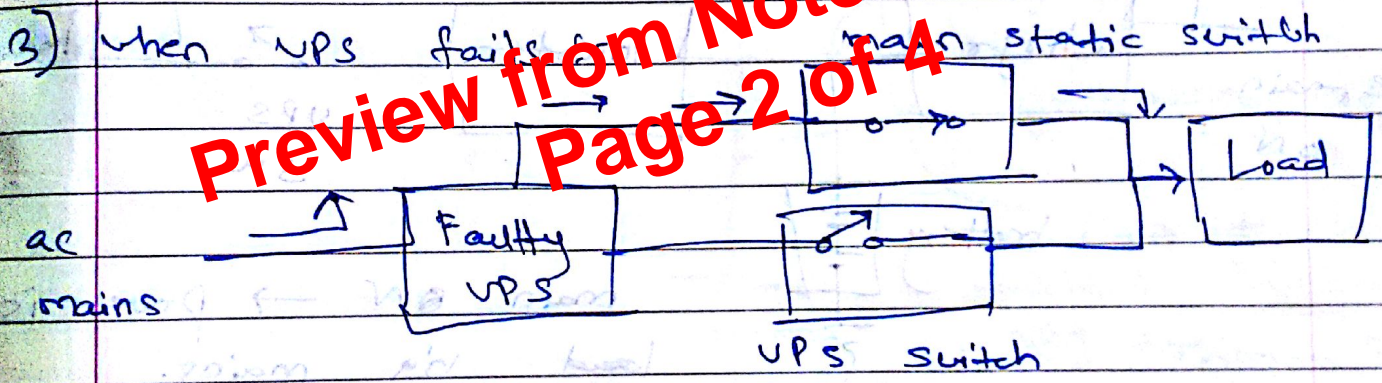 3) when UPS fails main static switch
Preview from Note
Page 2 of 4
Load
ac
mains
Faulty
UPS
UPS switch